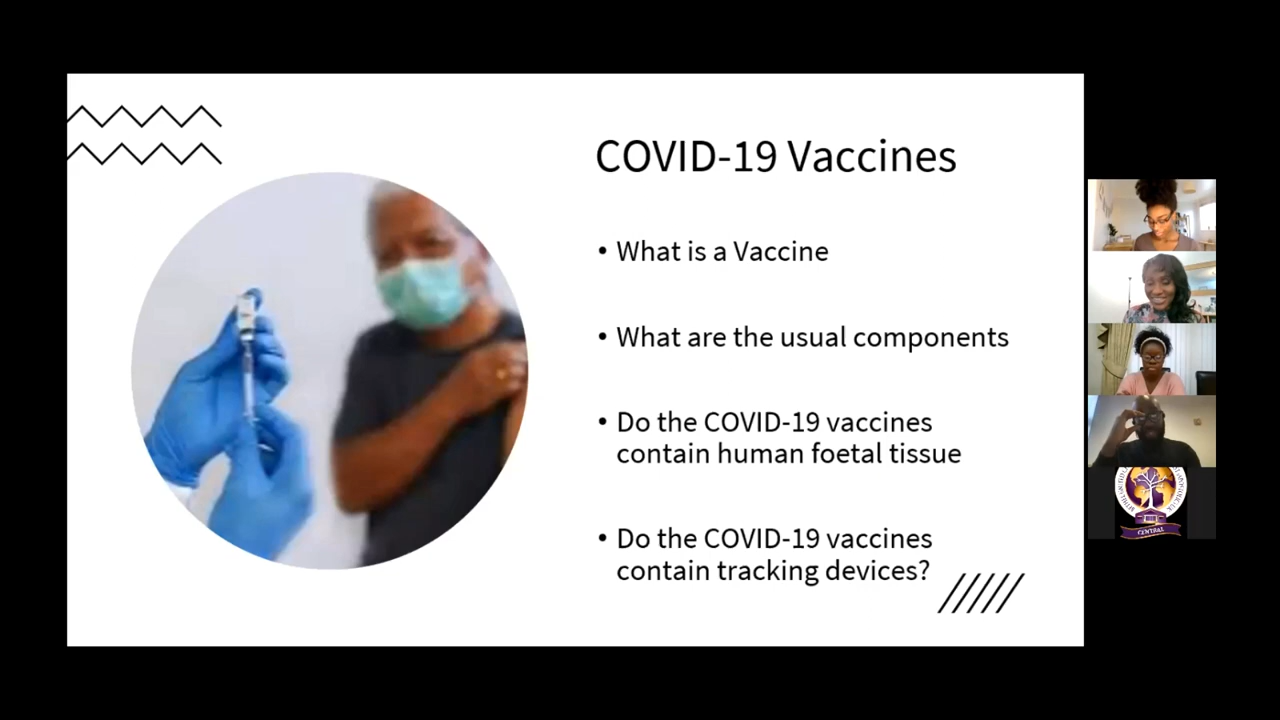 COVID-19 Vaccines
• What is a Vaccine
• What are the usual components
• Do the COVID-19 vaccines
contain human foetal tissue
• Do the COVID-19 vaccines
contain tracking devices?
CENTRAL